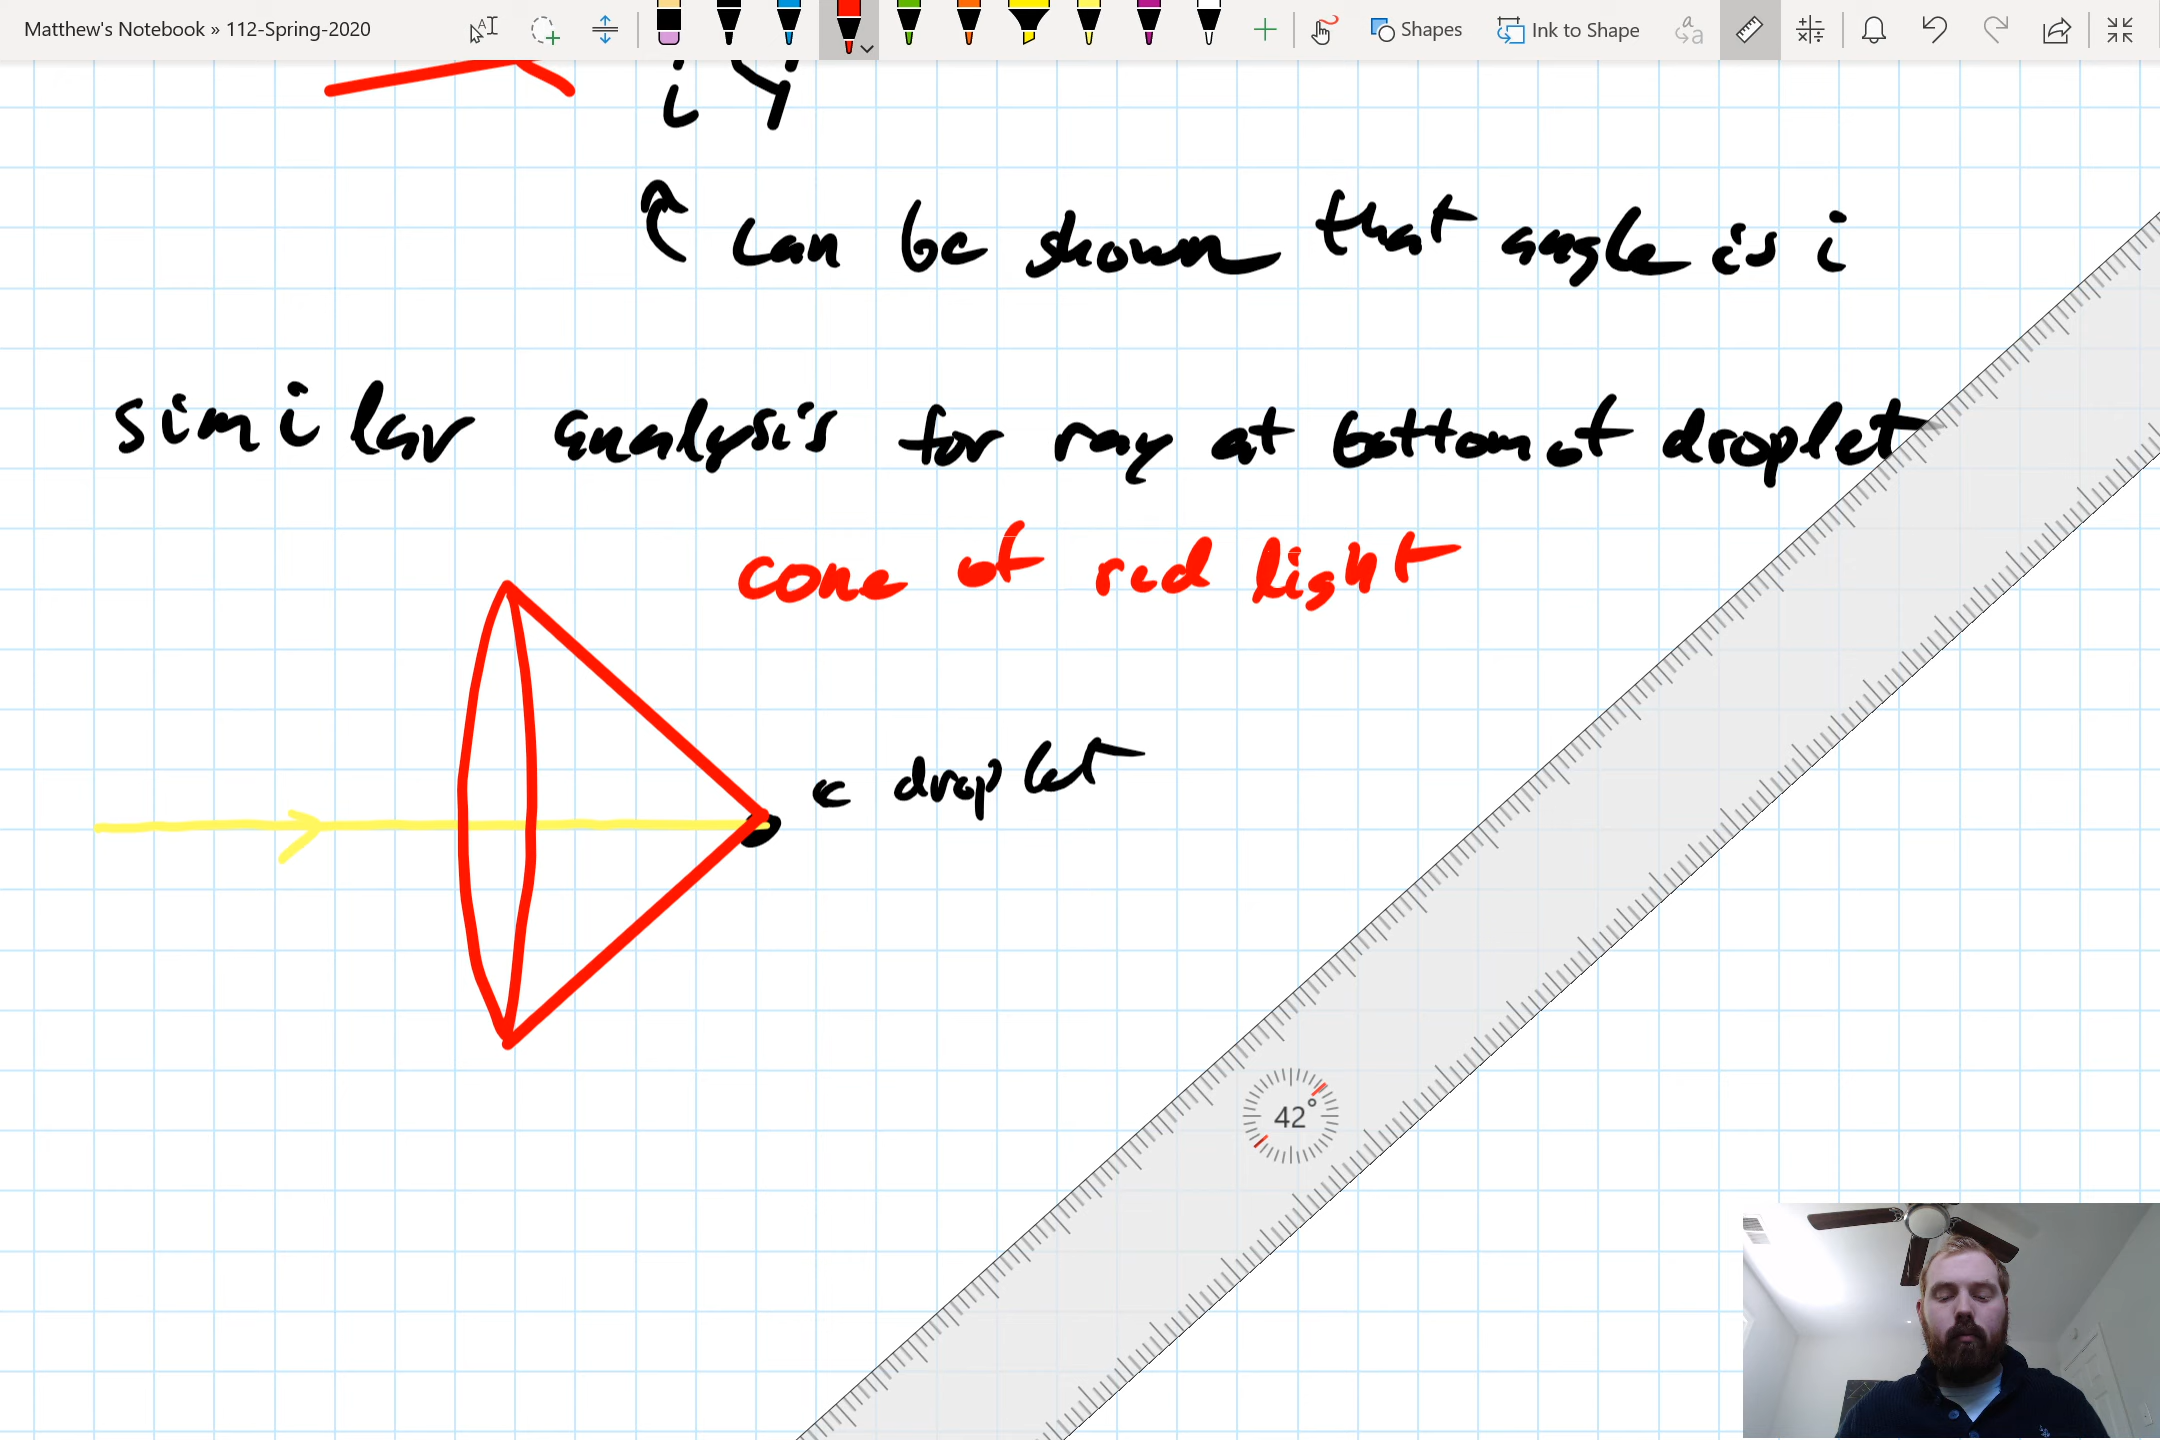 Matthew's Notebook » 112-Spring-2020
Shapes
Ink to Shape
i
can be shown that angle is i
similar analysis for ray at bottom of droplet
cone of red light
droplet
42°